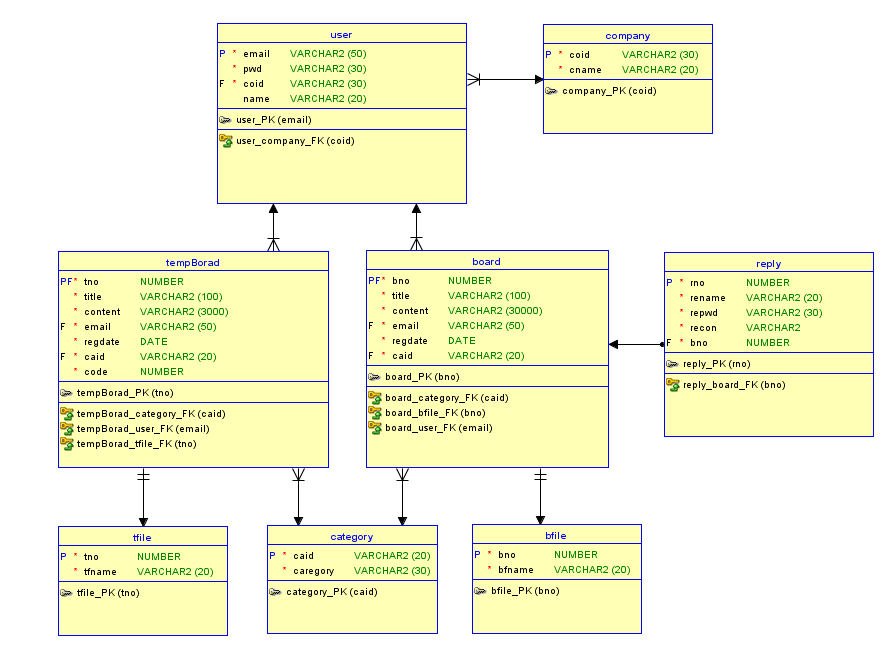 user
P * email VARCHAR2 (50)
* pwd VARCHAR2 (30)
F * coid VARCHAR2 (30)
name VARCHAR2 (20)
user_PK (email)
user_company_FK (coid)
company
P * coid VARCHAR2 (30)
* cname VARCHAR2 (20)
company_PK (coid)
tempBorad
PF* tno NUMBER
* title VARCHAR2 (100)
* content VARCHAR2 (3000)
F * email VARCHAR2 (50)
* regdate DATE
F * caid VARCHAR2 (20)
* code NUMBER
tempBorad_PK (tno)
tempBorad_category_FK (caid)
tempBorad_user_FK (email)
tempBorad_tfile_FK (tno)
board
PF* bno NUMBER
* title VARCHAR2 (100)
* content VARCHAR2 (30000)
F * email VARCHAR2 (50)
* regdate DATE
F * caid VARCHAR2 (20)
board_PK (bno)
board_category_FK (caid)
board_bfile_FK (bno)
board_user_FK (email)
reply
P * rno NUMBER
* rename VARCHAR2 (20)
* repwd VARCHAR2 (30)
* recon VARCHAR2
F * bno NUMBER
reply_PK (rno)
reply_board_FK (bno)
tfile
P * tno NUMBER
* tfname VARCHAR2 (20)
tfile_PK (tno)
category
P * caid VARCHAR2 (20)
* caregory VARCHAR2 (30)
category_PK (caid)
bfile
P * bno NUMBER
* bfname VARCHAR2 (20)
bfile_PK (bno)